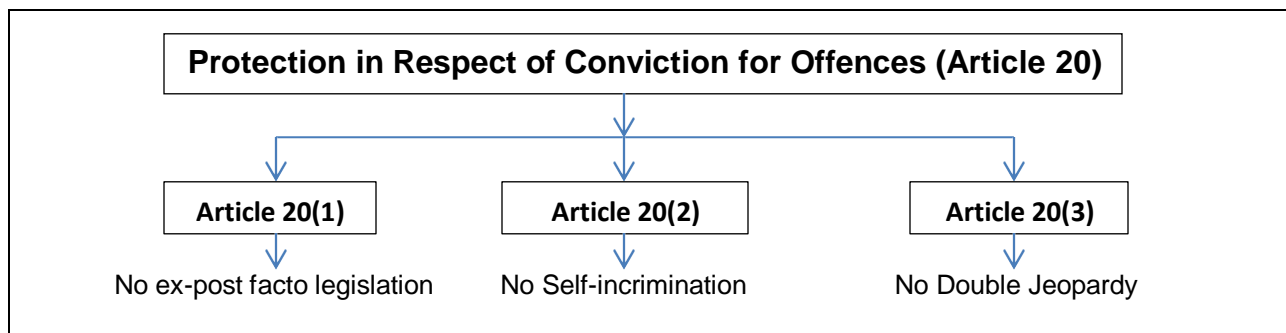 Protection in Respect of Conviction for Offences (Article 20)
Article 20(1)
Article 20(2)
Article 20(3)
No ex-post facto legislation
No Self-incrimination
No Double Jeopardy